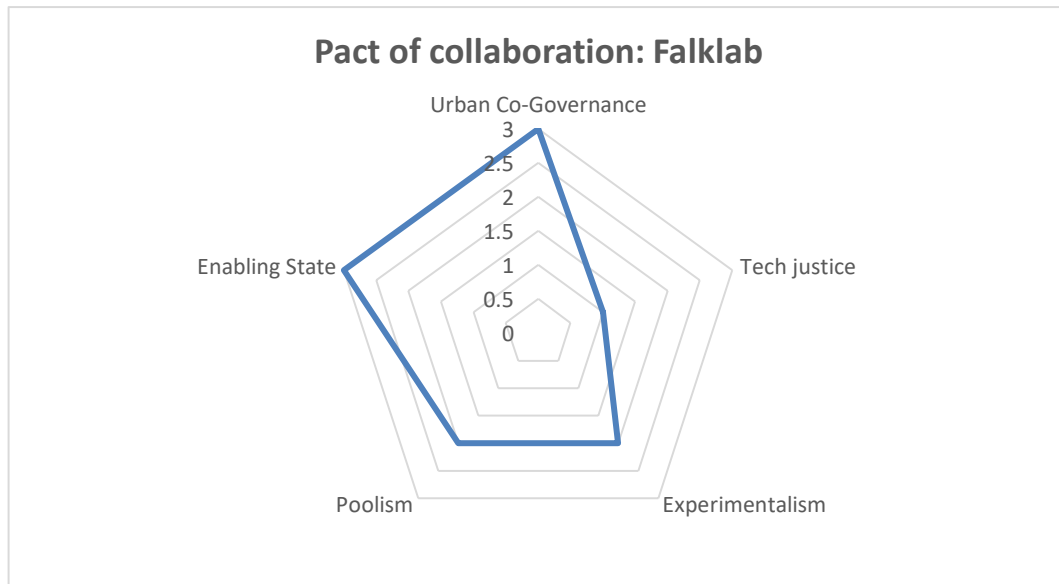 Pact of collaboration: Falklab
Urban Co-Governance
3
2.5
2
1.5
1
0.5
0
Enabling State
Tech justice
Poolism
Experimentalism